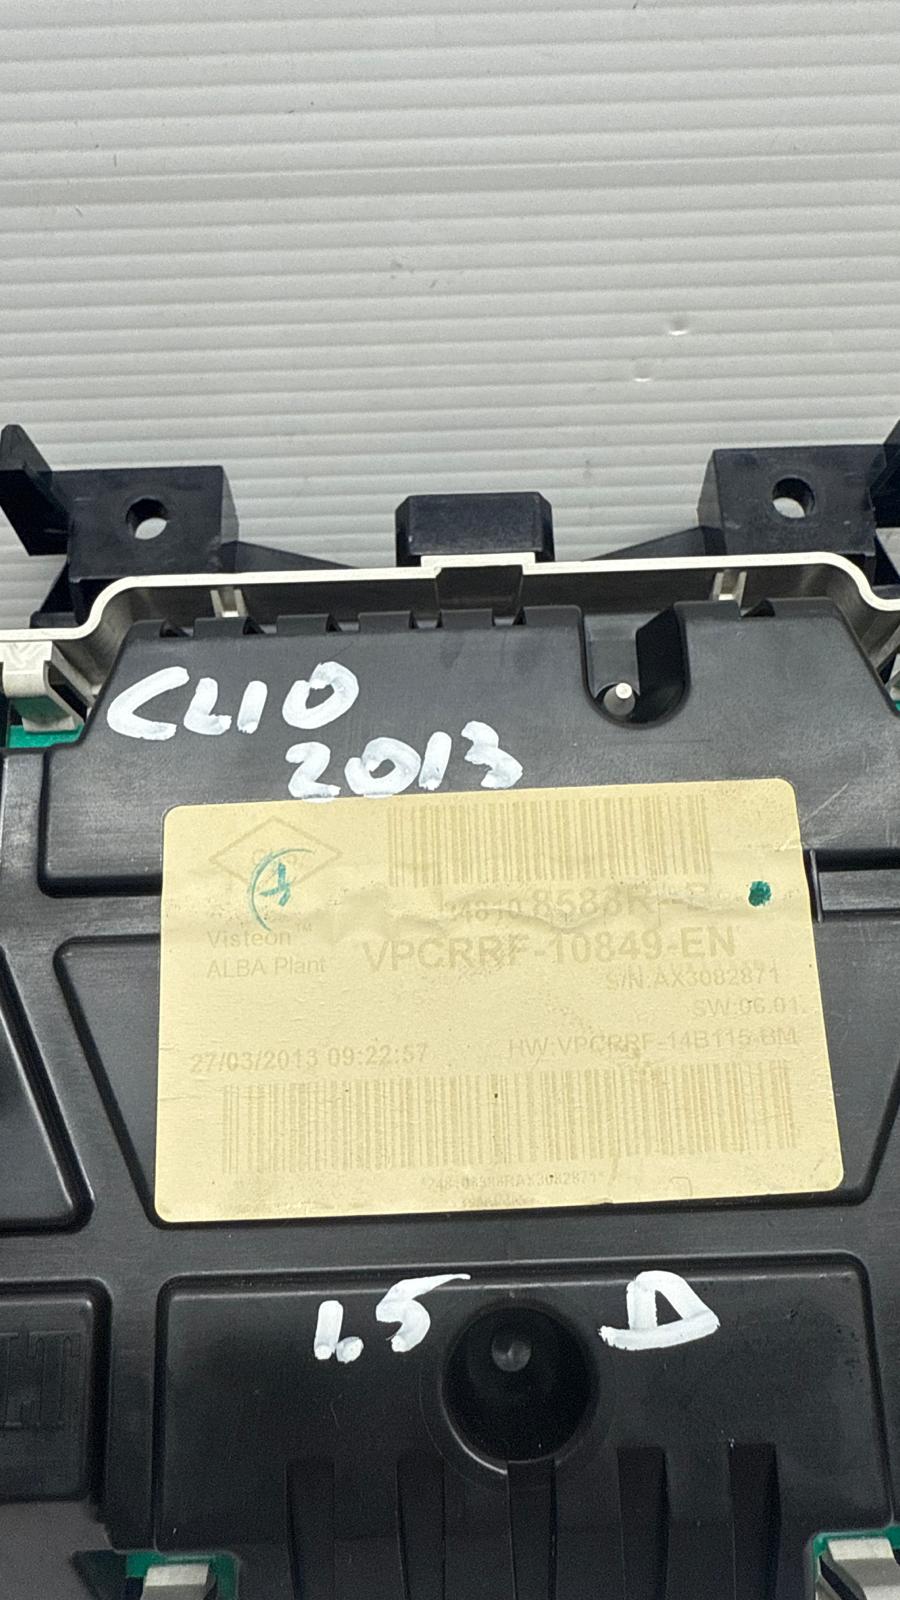 CLIO
2013
Visteon™
ALBA Plant
VPCRRF-10849-EN
S/N:AX3082871
SW:06.01
27/03/2013 09:22:57
HW:VPCRRF-14B115-BM
1.5 D